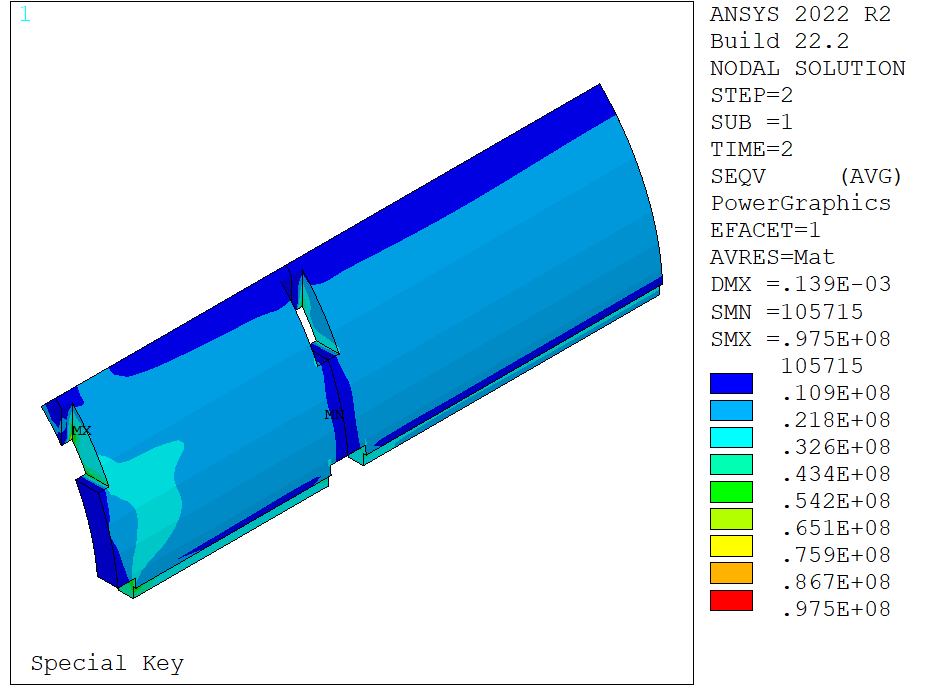 1
ANSYS 2022 R2
Build 22.2
NODAL SOLUTION
STEP=2
SUB =1
TIME=2
SEQV (AVG)
PowerGraphics
EFACET=1
AVRES=Mat
DMX =.139E-03
SMN =105715
SMX =.975E+08
105715
.109E+08
.218E+08
.326E+08
.434E+08
.542E+08
.651E+08
.759E+08
.867E+08
.975E+08
MX
MN
Special Key